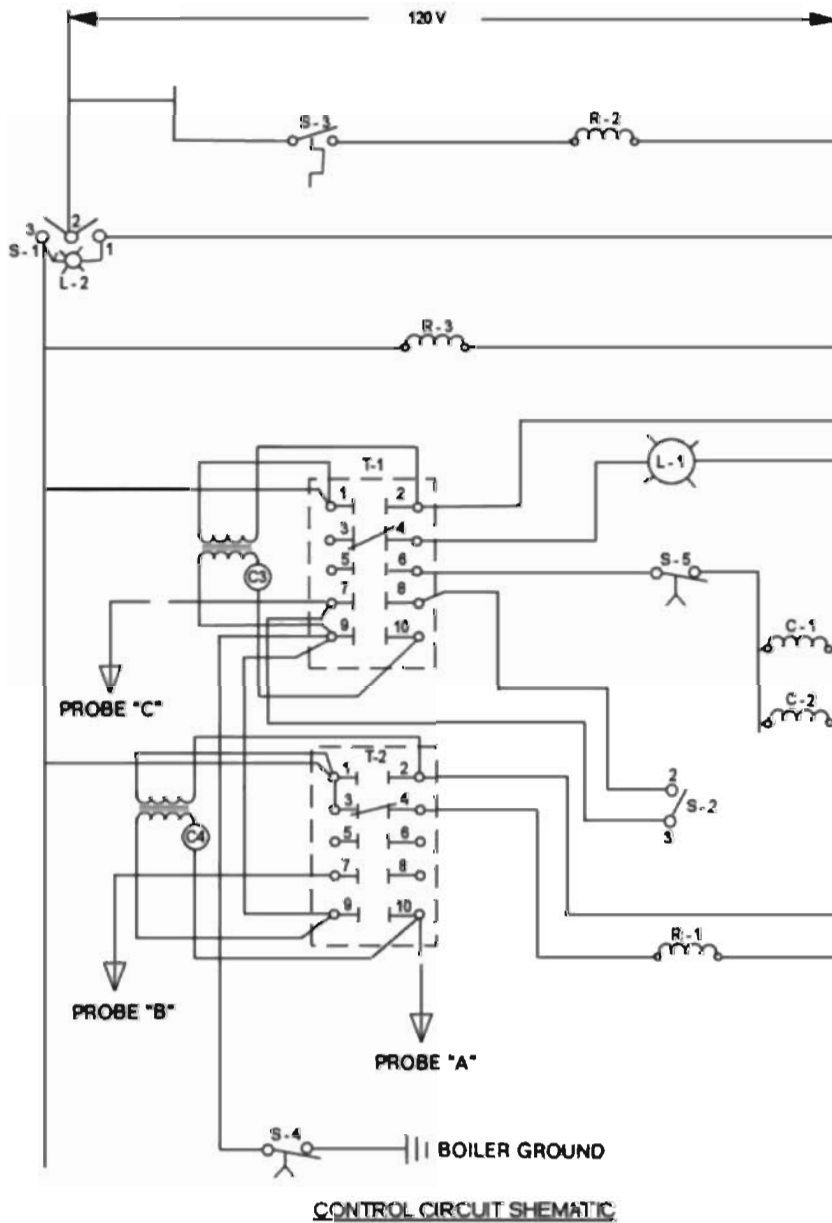 120 V
S-3
R-2
3
2
1
S-1
L-2
R-3
T-1
L-1
1
2
3
4
5
6
7
8
9
10
C3
S-5
C-1
C-2
PROBE "C"
T-2
1
2
3
4
5
6
7
8
9
10
C4
2
S-2
3
R-1
PROBE "B"
PROBE "A"
S-4
BOILER GROUND
CONTROL CIRCUIT SHEMATIC